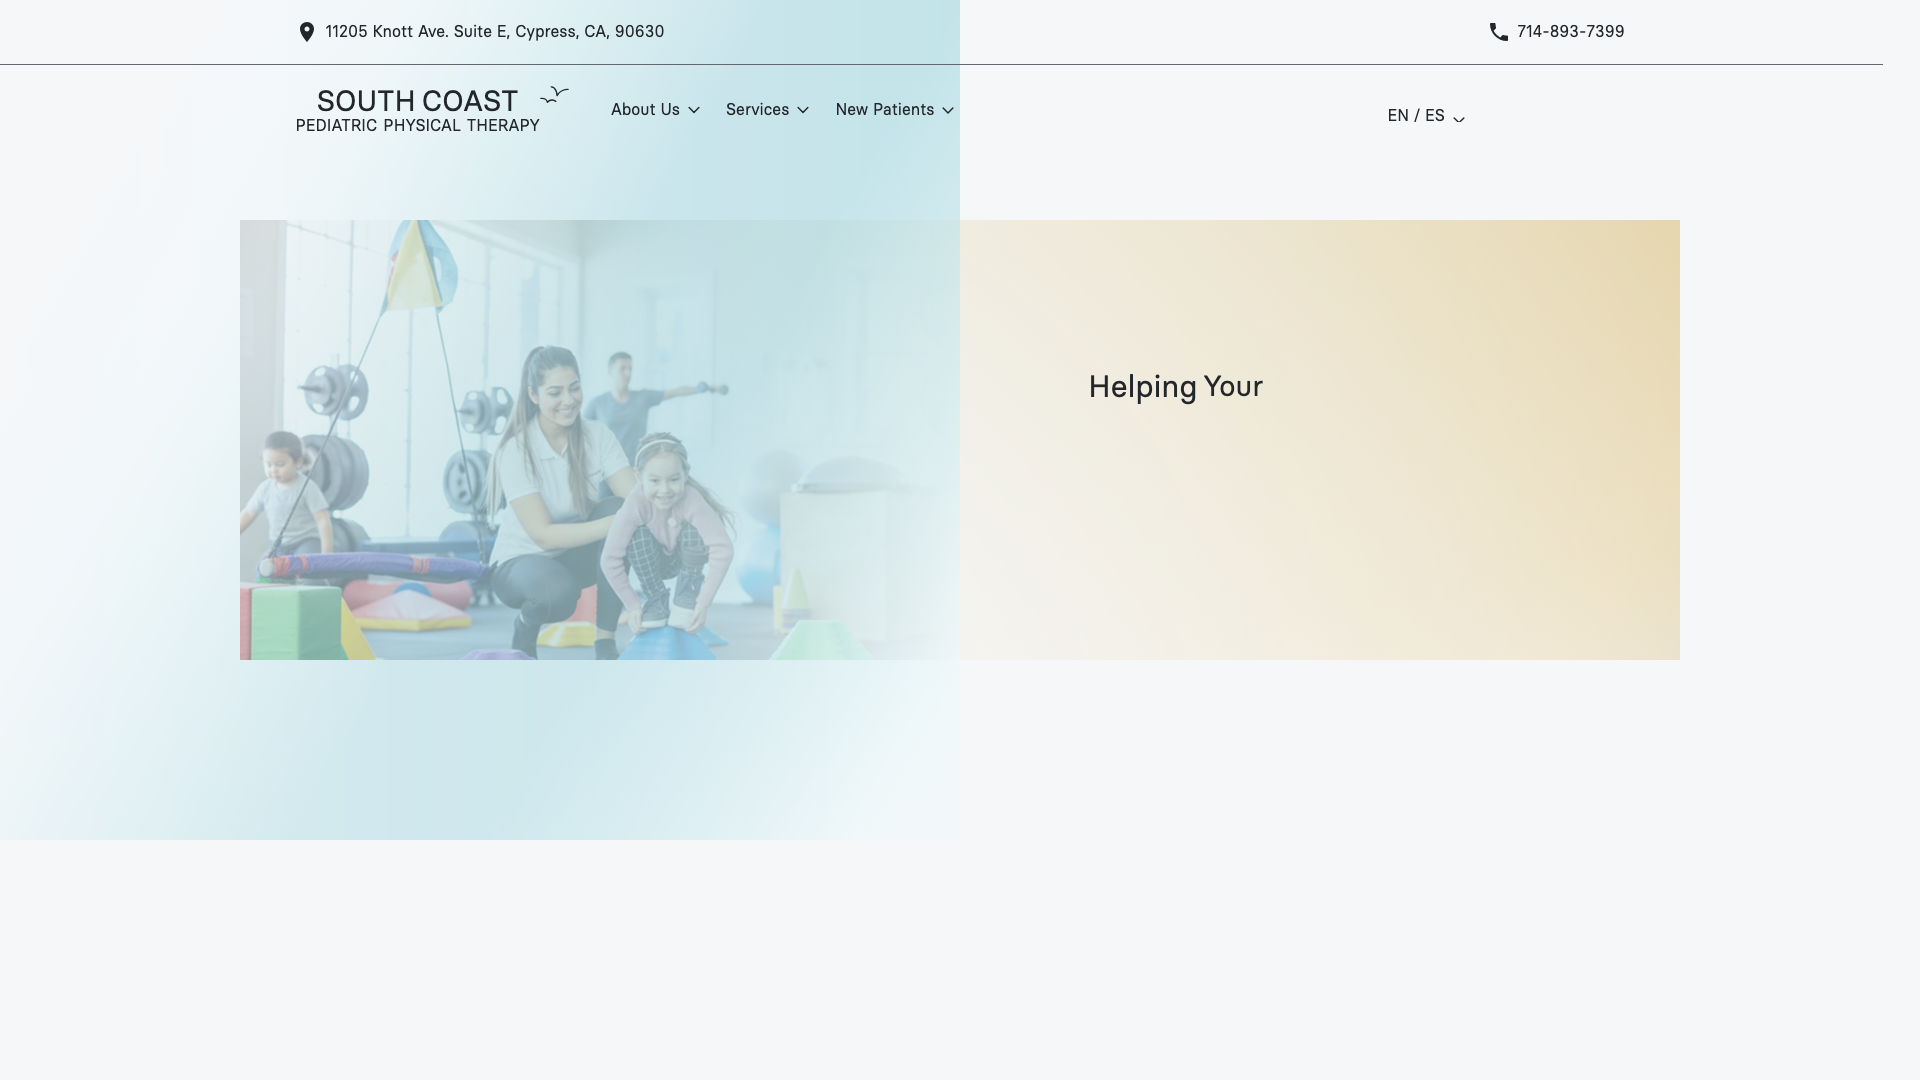 11205 Knott Ave. Suite E, Cypress, CA, 90630
714-893-7399
SOUTH COAST
PEDIATRIC PHYSICAL THERAPY
About Us
Services
New Patients
EN / ES
Helping Your